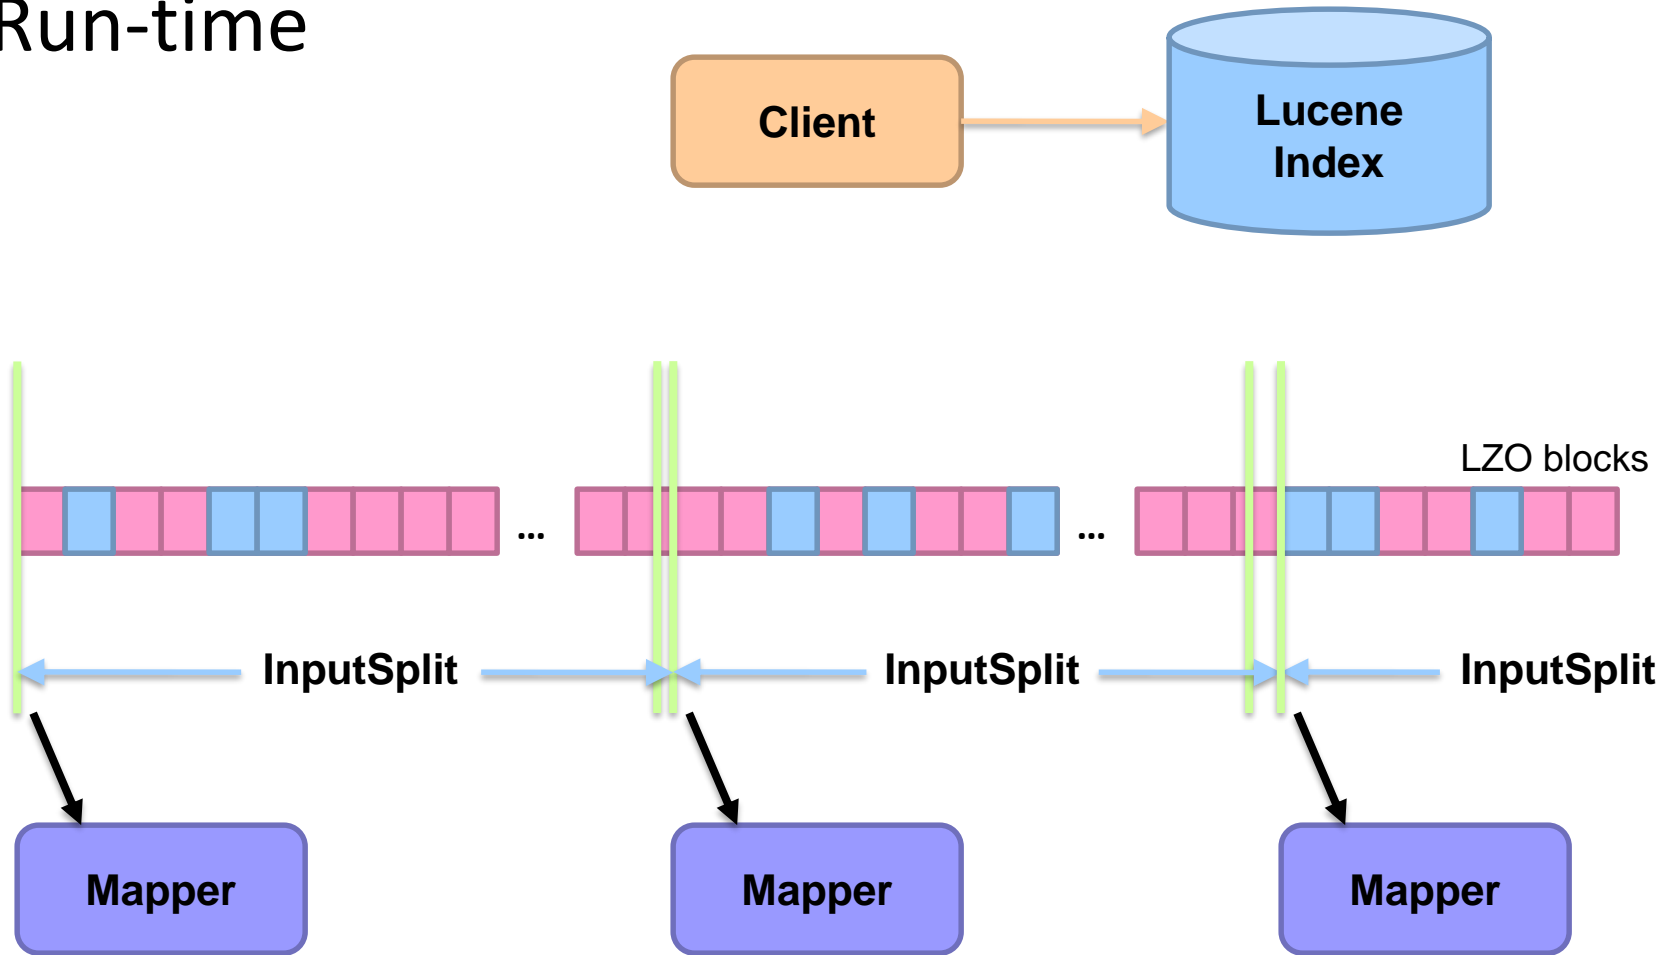 Run-time
Client
Lucene
Index
LZO blocks
... ...
InputSplit InputSplit InputSplit
Mapper Mapper Mapper